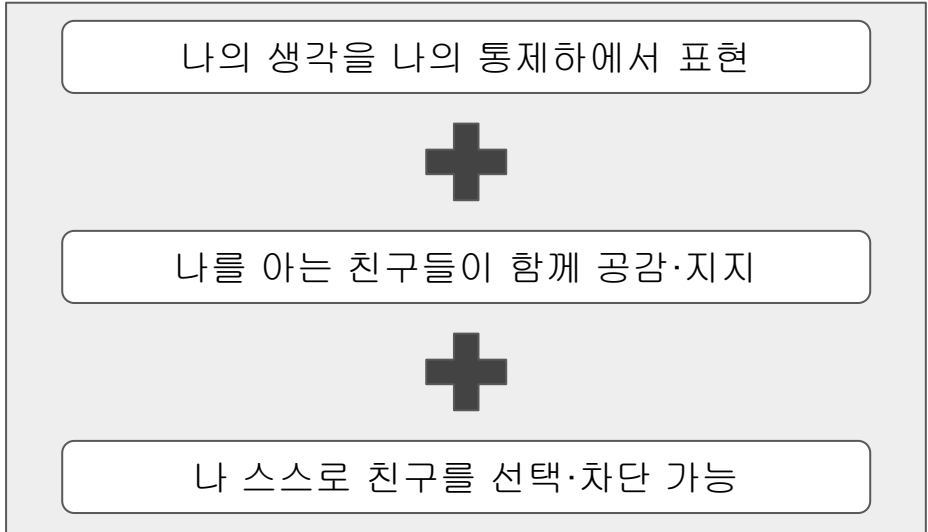 나의 생각을 나의 통제하에서 표현
나를 아는 친구들이 함께 공감·지지
나 스스로 친구를 선택·차단 가능